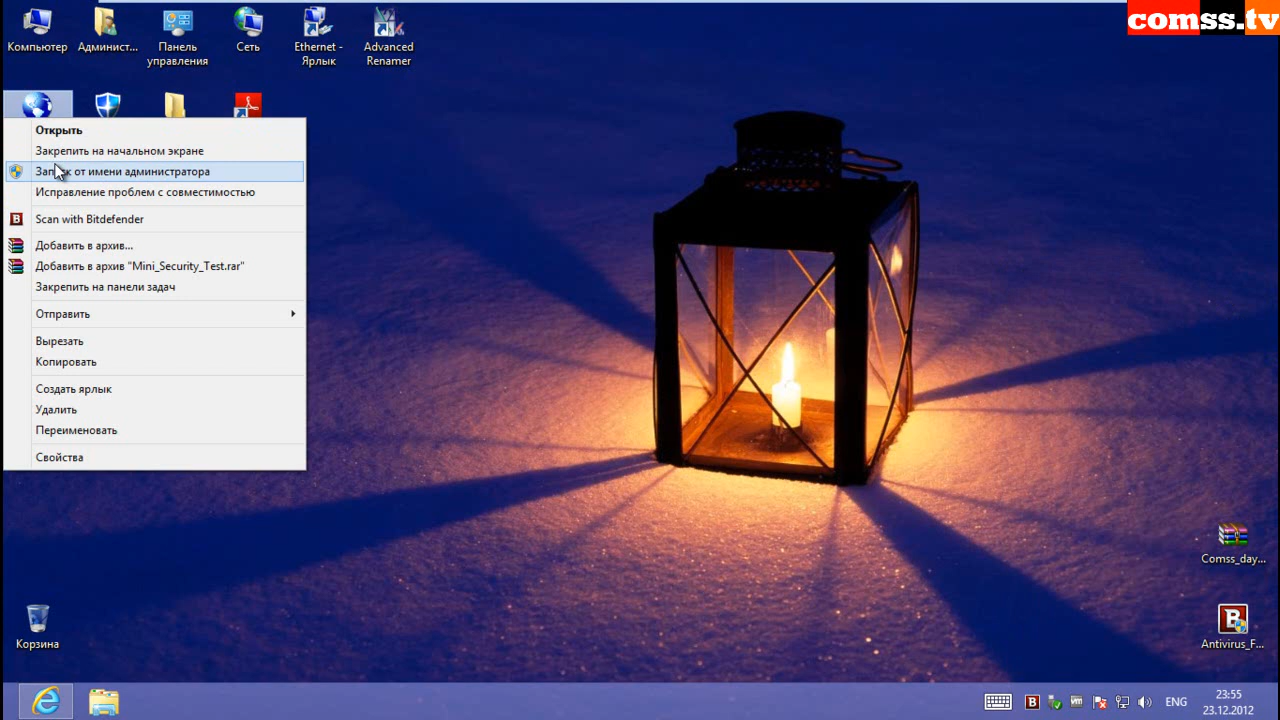 comss.tv
Компьютер
Админист...
Панель
управления
Сеть
Ethernet -
Ярлык
Advanced
Renamer
Открыть
Закрепить на начальном экране
Запуск от имени администратора
Исправление проблем с совместимостью
B
Scan with Bitdefender
Добавить в архив...
Добавить в архив "Mini_Security_Test.rar"
Закрепить на панели задач
Отправить
Вырезать
Копировать
Создать ярлык
Удалить
Переименовать
Свойства
Comss_day...
Корзина
B
Antivirus_F...
B
ENG
23:55
23.12.2012